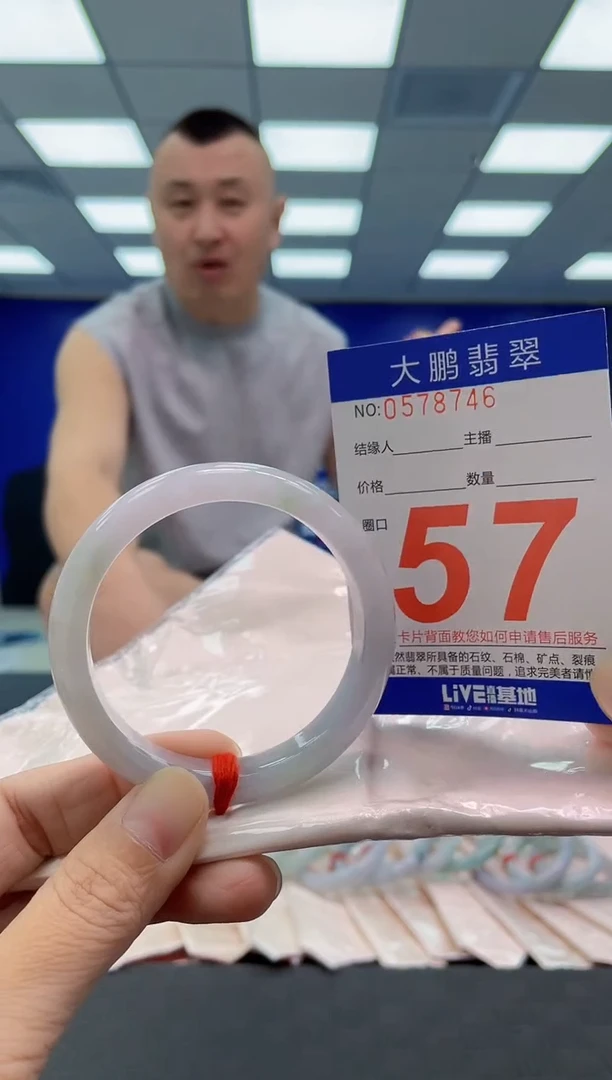 大鹏翡翠
NO:0578746
结缘人 主播
价格 数量
圈口 57
卡片背面教您如何申请售后服务
然翡翠所具备的石纹、石棉、矿点、裂痕
属正常、不属于质量问题，追求完美者请慎
LiVE 基地